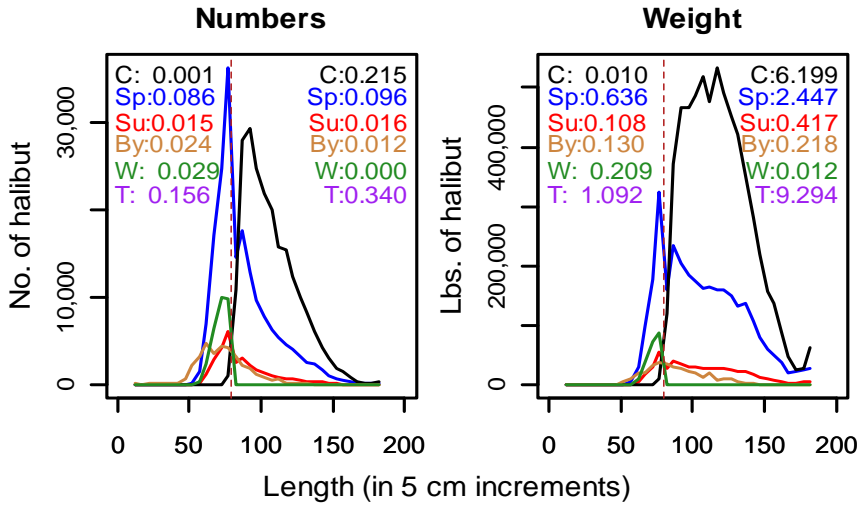 Numbers
Weight
C: 0.001 C:0.215
Sp:0.086 Sp:0.096
Su:0.015 Su:0.016
By:0.024 By:0.012
W: 0.029 W:0.000
T: 0.156 T:0.340
C: 0.010 C:6.199
Sp:0.636 Sp:2.447
Su:0.108 Su:0.417
By:0.130 By:0.218
W: 0.209 W:0.012
T: 1.092 T:9.294
No. of halibut
30,000
10,000
0
0 50 100 150 200
Lbs. of halibut
400,000
200,000
0
0 50 100 150 200
Length (in 5 cm increments)